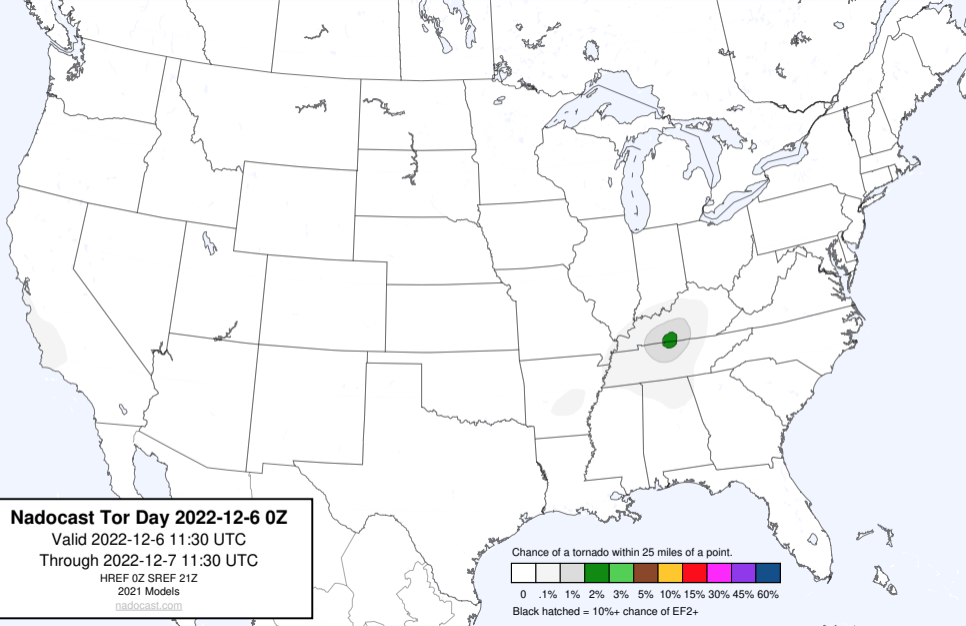 Nadocast Tor Day 2022-12-6 0Z
Valid 2022-12-6 11:30 UTC
Through 2022-12-7 11:30 UTC
HREF 0Z SREF 21Z
2021 Models
nadocast.com
Chance of a tornado within 25 miles of a point.
0 .1% 1% 2% 3% 5% 10% 15% 30% 45% 60%
Black hatched = 10%+ chance of EF2+